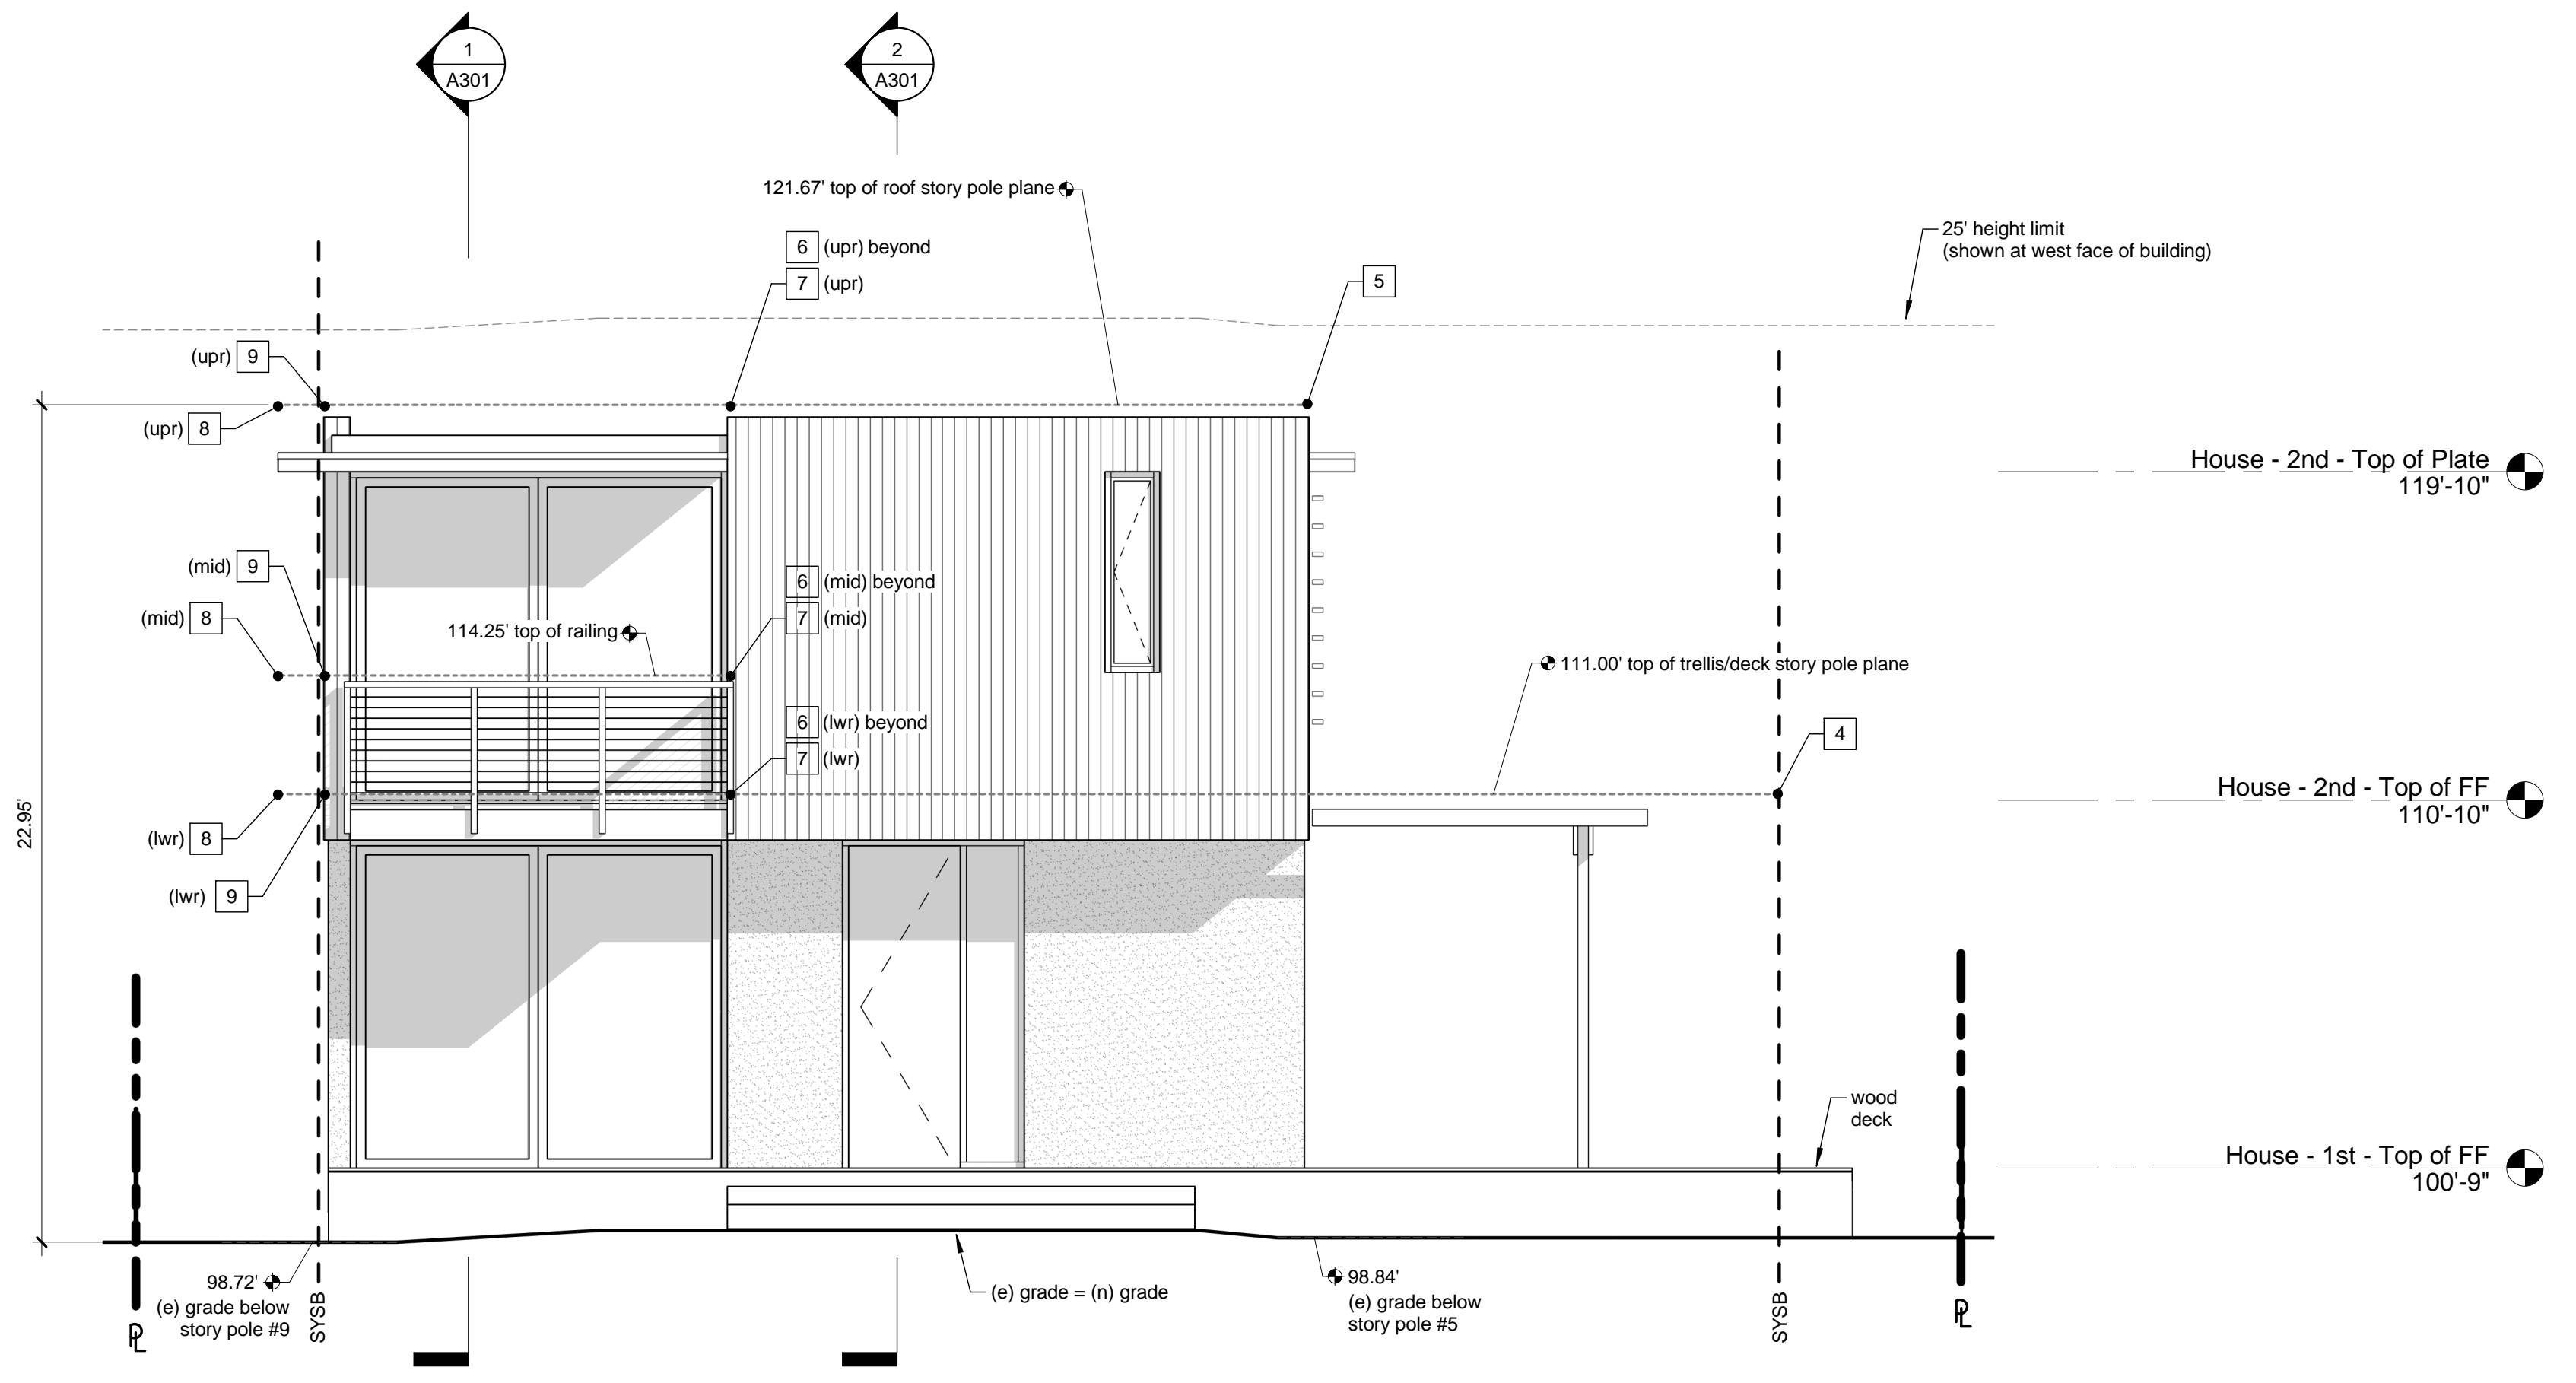 1
A301
2
A301
121.67' top of roof story pole plane
25' height limit
(shown at west face of building)
6 (upr) beyond
7 (upr)
5
(upr) 9
(upr) 8
House - 2nd - Top of Plate
119'-10"
(mid) 9
6 (mid) beyond
(mid) 8
7 (mid)
114.25' top of railing
111.00' top of trellis/deck story pole plane
6 (lwr) beyond
4
7 (lwr)
House - 2nd - Top of FF
110'-10"
22.95'
(lwr) 8
(lwr) 9
wood
deck
House - 1st - Top of FF
100'-9"
98.72'
(e) grade below
story pole #9
SYSB
(e) grade = (n) grade
98.84'
(e) grade below
story pole #5
SYSB
PL
PL